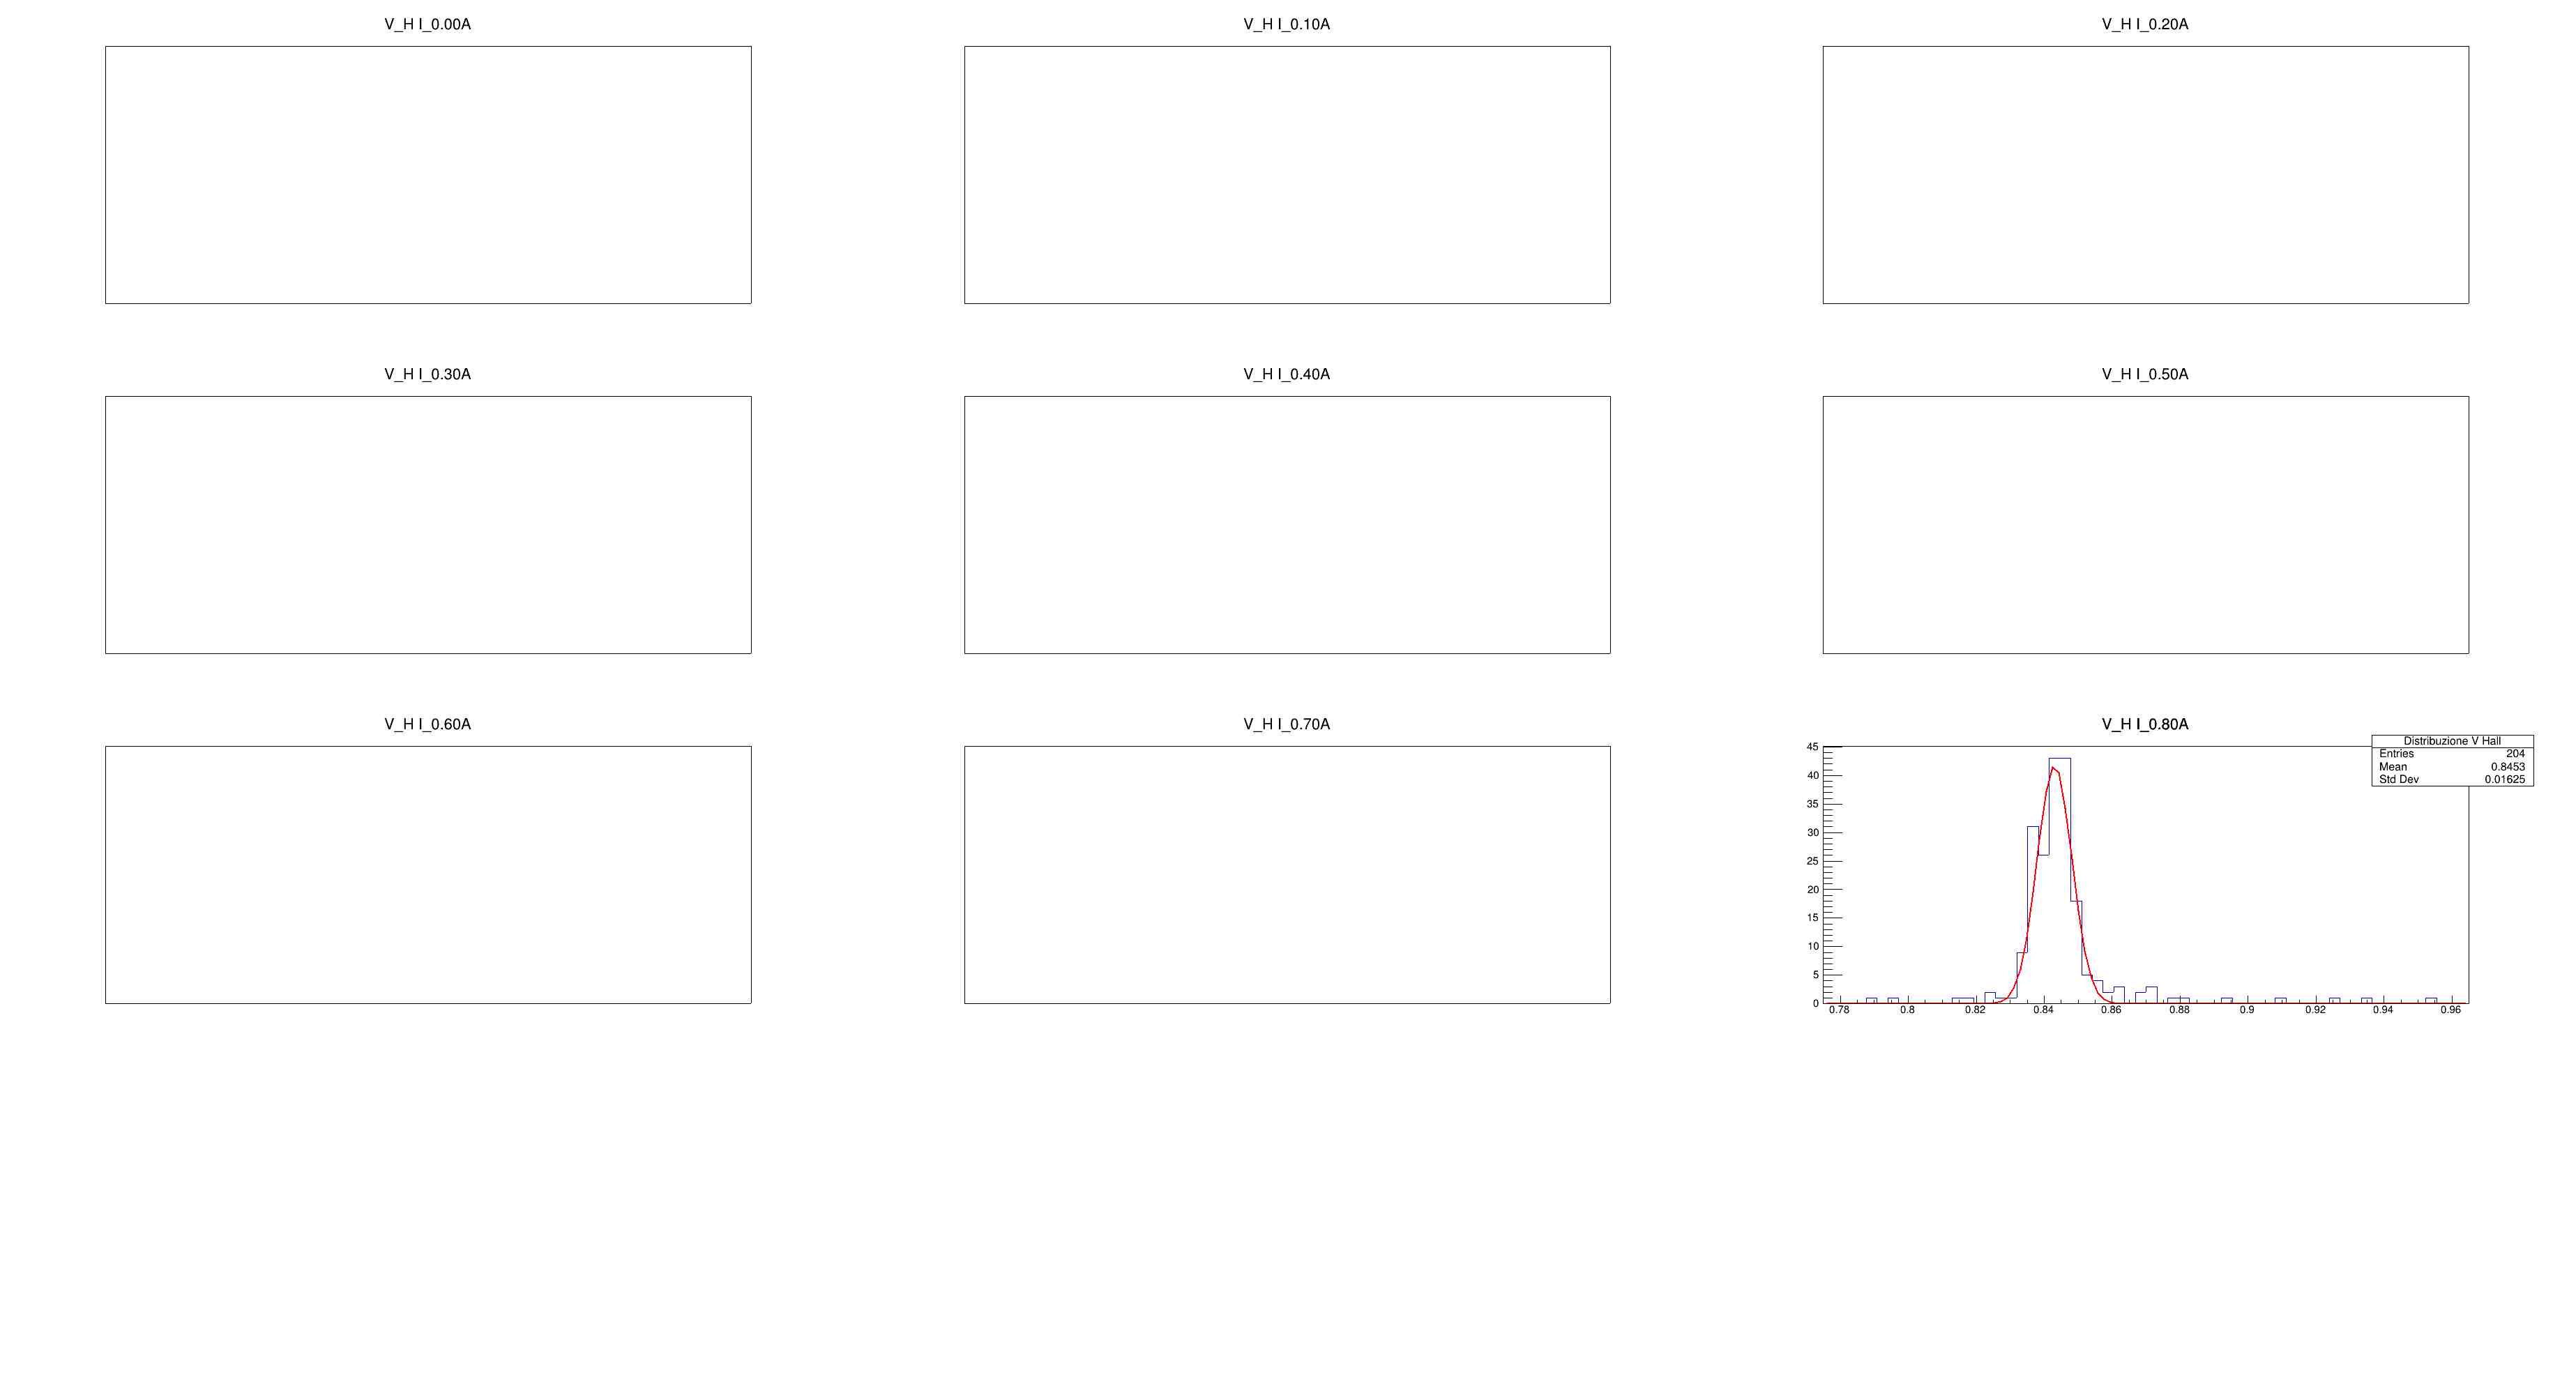 V_H I_0.00A
V_H I_0.10A
V_H I_0.20A
V_H I_0.30A
V_H I_0.40A
V_H I_0.50A
V_H I_0.60A
V_H I_0.70A
V_H I_0.80A
Distribuzione V Hall
Entries 204
Mean 0.8453
Std Dev 0.01625
45
40
35
30
25
20
15
10
5
0
0.78 0.8 0.82 0.84 0.86 0.88 0.9 0.92 0.94 0.96